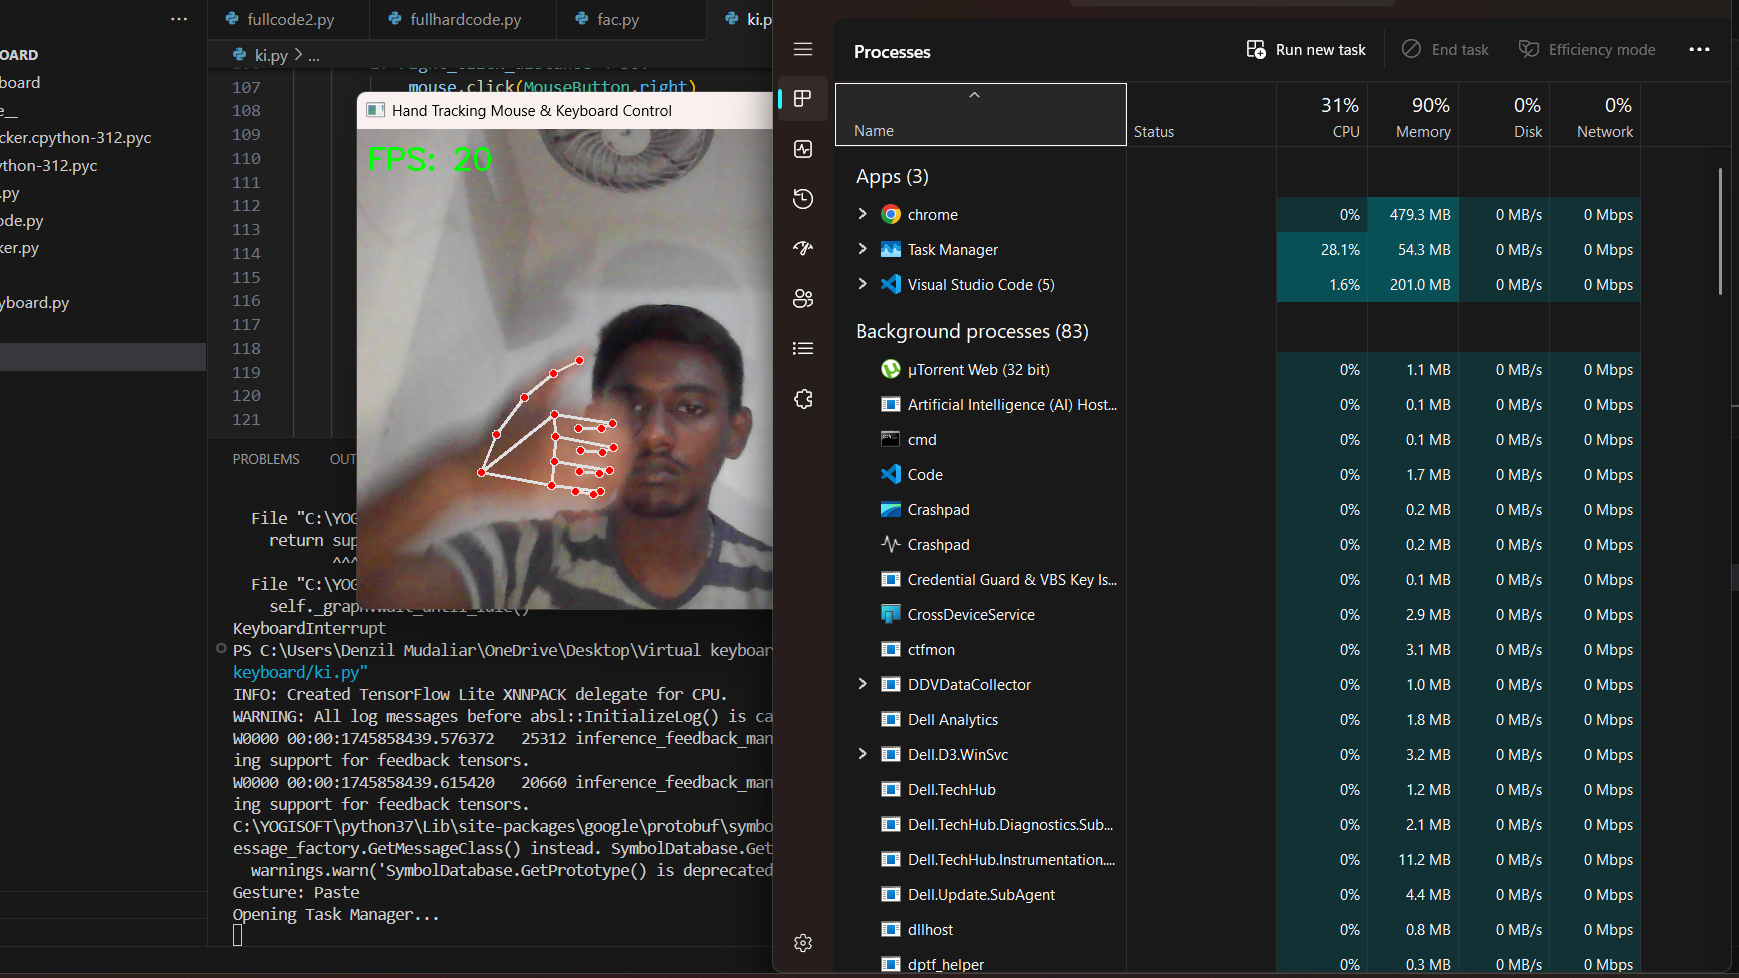 fullcode2.py
fullhardcode.py
fac.py
ki.p
OARD
board
e__
cker.cpython-312.pyc
ython-312.pyc
.py
ode.py
ker.py
yboard.py
ki.py > ...
107
mouse.click(MouseButton.right)
108
109
110
111
112
113
114
115
116
117
118
119
120
121
Hand Tracking Mouse & Keyboard Control
FPS: 20
PROBLEMS OUT
File "C:\YOG
return sup
^^^
File "C:\YOG
self._graph.wait_until_idle()
KeyboardInterrupt
PS C:\Users\Denzil Mudaliar\OneDrive\Desktop\Virtual keyboar
keyboard/ki.py"
INFO: Created TensorFlow Lite XNNPACK delegate for CPU.
WARNING: All log messages before absl::InitializeLog() is ca
W0000 00:00:1745858439.576372   25312 inference_feedback_man
ing support for feedback tensors.
W0000 00:00:1745858439.615420   20660 inference_feedback_man
ing support for feedback tensors.
C:\YOGISOFT\python37\Lib\site-packages\google\protobuf\symbo
essage_factory.GetMessageClass() instead. SymbolDatabase.Get
warnings.warn('SymbolDatabase.GetPrototype() is deprecated
Gesture: Paste
Opening Task Manager...
Processes
Run new task
End task
Efficiency mode
31% 90% 0% 0%
Name Status CPU Memory Disk Network
Apps (3)
chrome 0% 479.3 MB 0 MB/s 0 Mbps
Task Manager 28.1% 54.3 MB 0 MB/s 0 Mbps
Visual Studio Code (5) 1.6% 201.0 MB 0 MB/s 0 Mbps
Background processes (83)
µTorrent Web (32 bit) 0% 1.1 MB 0 MB/s 0 Mbps
Artificial Intelligence (AI) Host... 0% 0.1 MB 0 MB/s 0 Mbps
cmd 0% 0.1 MB 0 MB/s 0 Mbps
Code 0% 1.7 MB 0 MB/s 0 Mbps
Crashpad 0% 0.2 MB 0 MB/s 0 Mbps
Crashpad 0% 0.2 MB 0 MB/s 0 Mbps
Credential Guard & VBS Key Is... 0% 0.1 MB 0 MB/s 0 Mbps
CrossDeviceService 0% 2.9 MB 0 MB/s 0 Mbps
ctfmon 0% 3.1 MB 0 MB/s 0 Mbps
DDVDataCollector 0% 1.0 MB 0 MB/s 0 Mbps
Dell Analytics 0% 1.8 MB 0 MB/s 0 Mbps
Dell.D3.WinSvc 0% 3.2 MB 0 MB/s 0 Mbps
Dell.TechHub 0% 1.2 MB 0 MB/s 0 Mbps
Dell.TechHub.Diagnostics.Sub... 0% 2.1 MB 0 MB/s 0 Mbps
Dell.TechHub.Instrumentation.... 0% 11.2 MB 0 MB/s 0 Mbps
Dell.Update.SubAgent 0% 4.4 MB 0 MB/s 0 Mbps
dllhost 0% 0.8 MB 0 MB/s 0 Mbps
dptf_helper 0% 0.3 MB 0 MB/s 0 Mbps